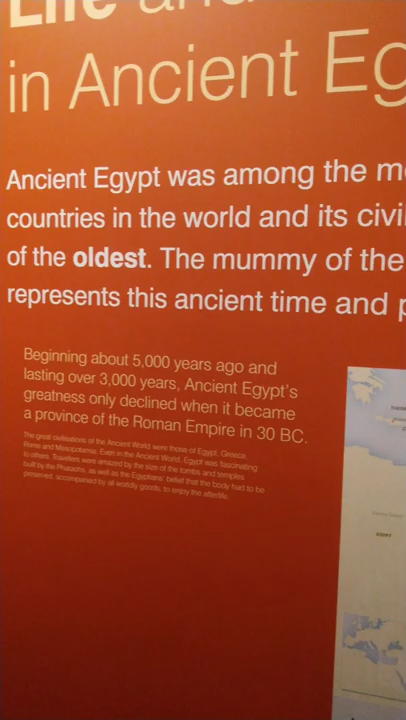 Life and
in Ancient Eg
Ancient Egypt was among the m
countries in the world and its civi
of the oldest. The mummy of the
represents this ancient time and p
Beginning about 5,000 years ago and
lasting over 3,000 years, Ancient Egypt's
greatness only declined when it became
a province of the Roman Empire in 30 BC.
The great civilisations of the Ancient World were those of Egypt, Greece,
Rome and Mesopotamia. Even in the Ancient World, Egypt was fascinating
to others. Travellers were amazed by the size of the tombs and temples
built by the Pharaohs, as well as the Egyptians' belief that the body had to be
preserved, accompanied by all worldly goods, to enjoy the afterlife.
EGYPT